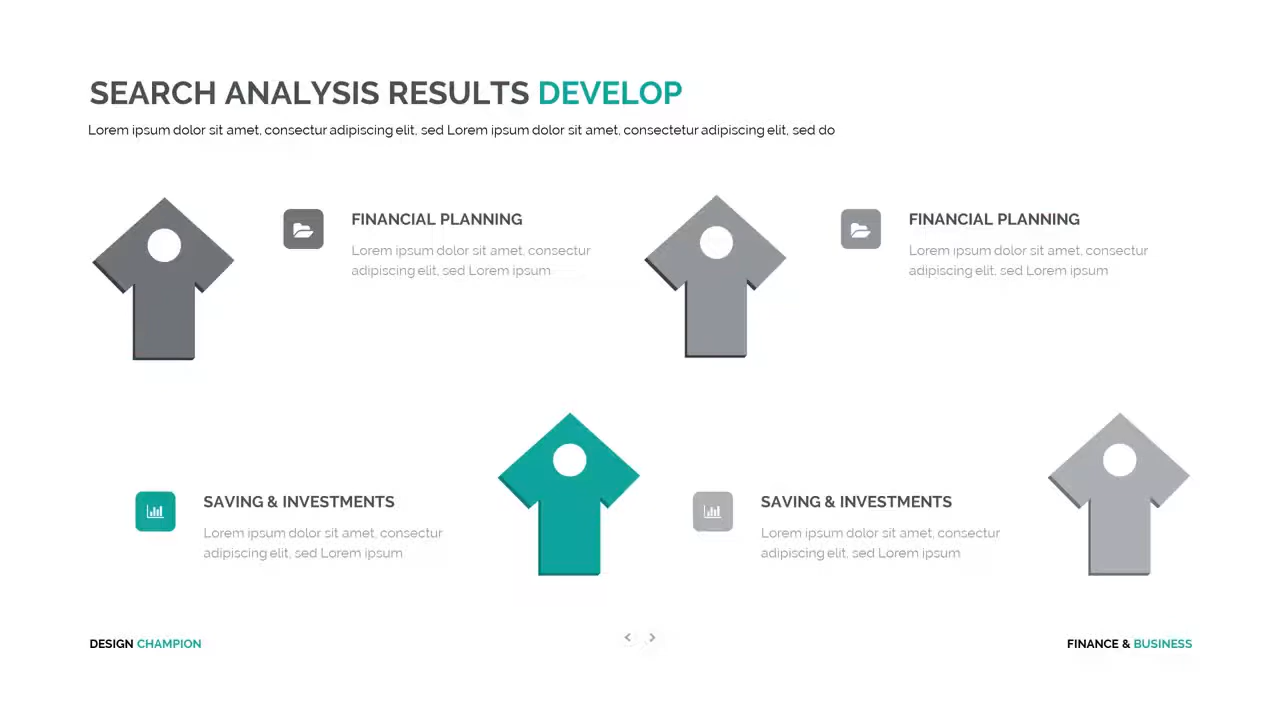 SEARCH ANALYSIS RESULTS DEVELOP
Lorem ipsum dolor sit amet, consectur adipiscing elit, sed Lorem ipsum dolor sit amet, consectetur adipiscing elit, sed do
FINANCIAL PLANNING
Lorem ipsum dolor sit amet, consectur
adipiscing elit, sed Lorem ipsum
FINANCIAL PLANNING
Lorem ipsum dolor sit amet, consectur
adipiscing elit, sed Lorem ipsum
SAVING & INVESTMENTS
Lorem ipsum dolor sit amet, consectur
adipiscing elit, sed Lorem ipsum
SAVING & INVESTMENTS
Lorem ipsum dolor sit amet, consectur
adipiscing elit, sed Lorem ipsum
DESIGN CHAMPION
FINANCE & BUSINESS